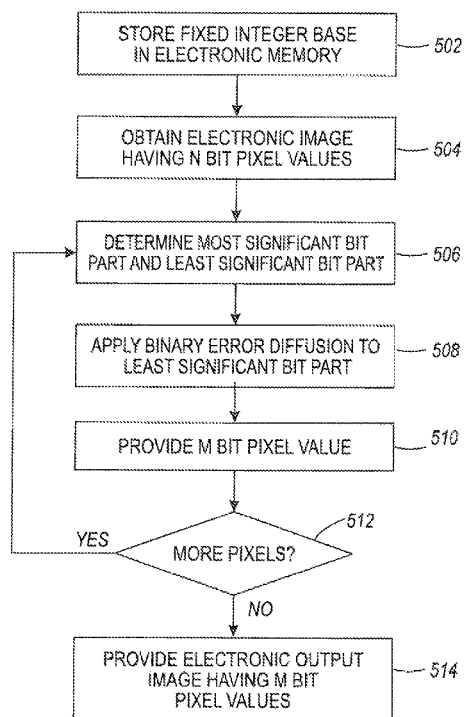 STORE FIXED INTEGER BASE
IN ELECTRONIC MEMORY
502
OBTAIN ELECTRONIC IMAGE
HAVING N BIT PIXEL VALUES
504
DETERMINE MOST SIGNIFICANT BIT
PART AND LEAST SIGNIFICANT BIT PART
506
APPLY BINARY ERROR DIFFUSION TO
LEAST SIGNIFICANT BIT PART
508
PROVIDE M BIT PIXEL VALUE
510
512
YES
MORE PIXELS?
NO
PROVIDE ELECTRONIC OUTPUT
IMAGE HAVING M BIT
PIXEL VALUES
514